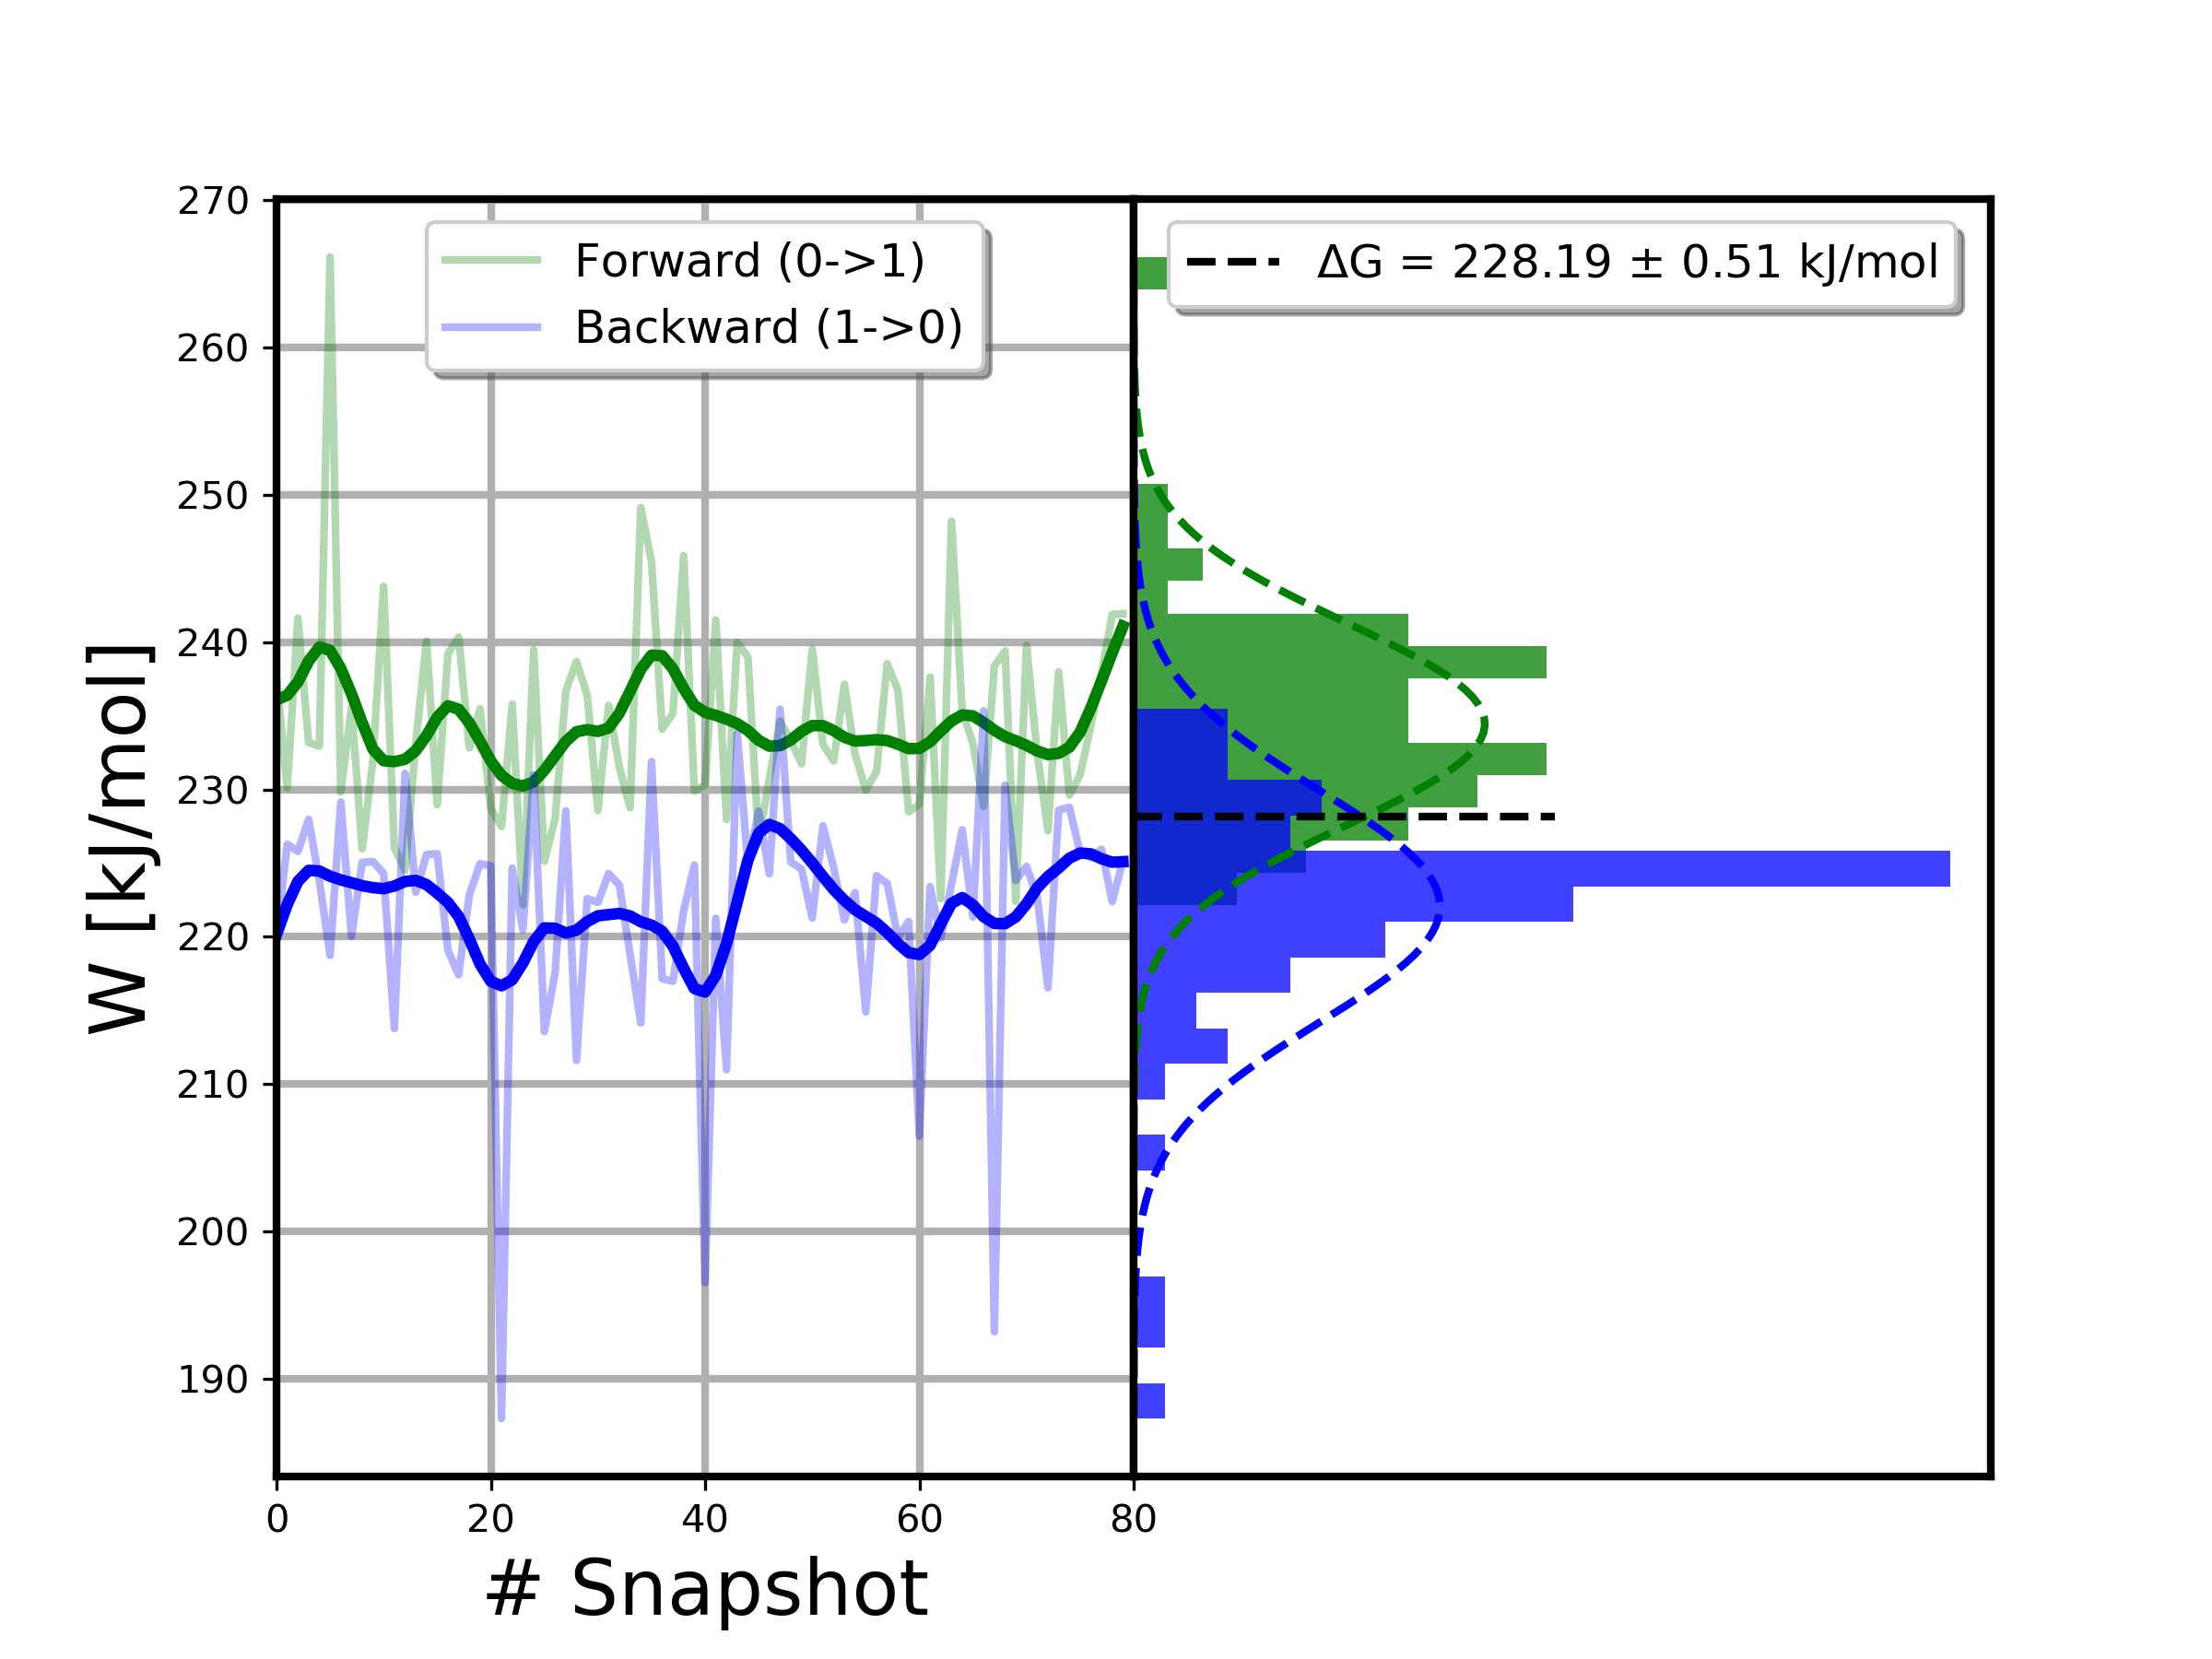 Forward (0->1)
Backward (1->0)
ΔG = 228.19 ± 0.51 kJ/mol
W [kJ/mol]
270
260
250
240
230
220
210
200
190
0 20 40 60 80
# Snapshot